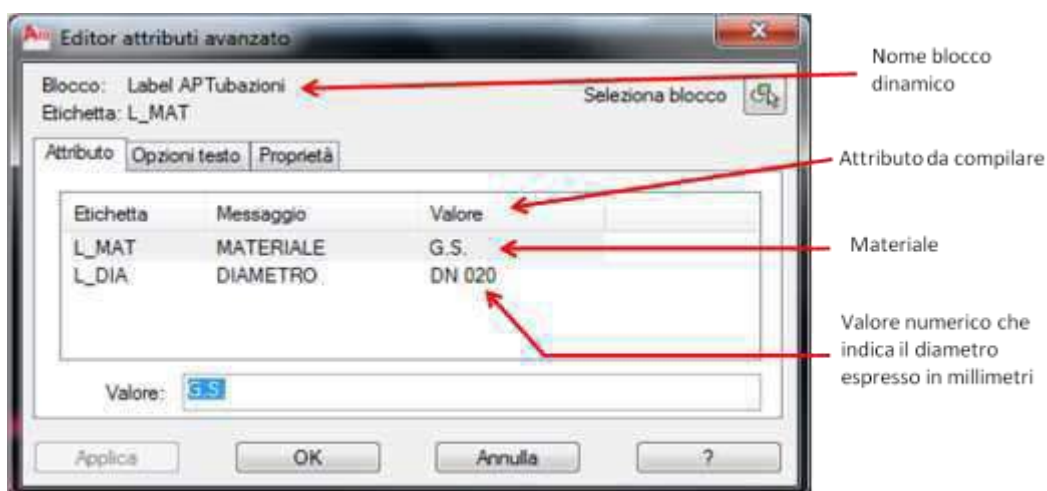 Editor attributi avanzato
Blocco: Label APTubazioni
Seleziona blocco
Etichetta: L_MAT
Attributo Opzioni testo Proprietà
Etichetta Messaggio Valore
L_MAT MATERIALE G.S.
L_DIA DIAMETRO DN 020
Valore: G.S.
Applica OK Annulla ?
Nome blocco
dinamico
Attributo da compilare
Materiale
Valore numerico che
indica il diametro
espresso in millimetri